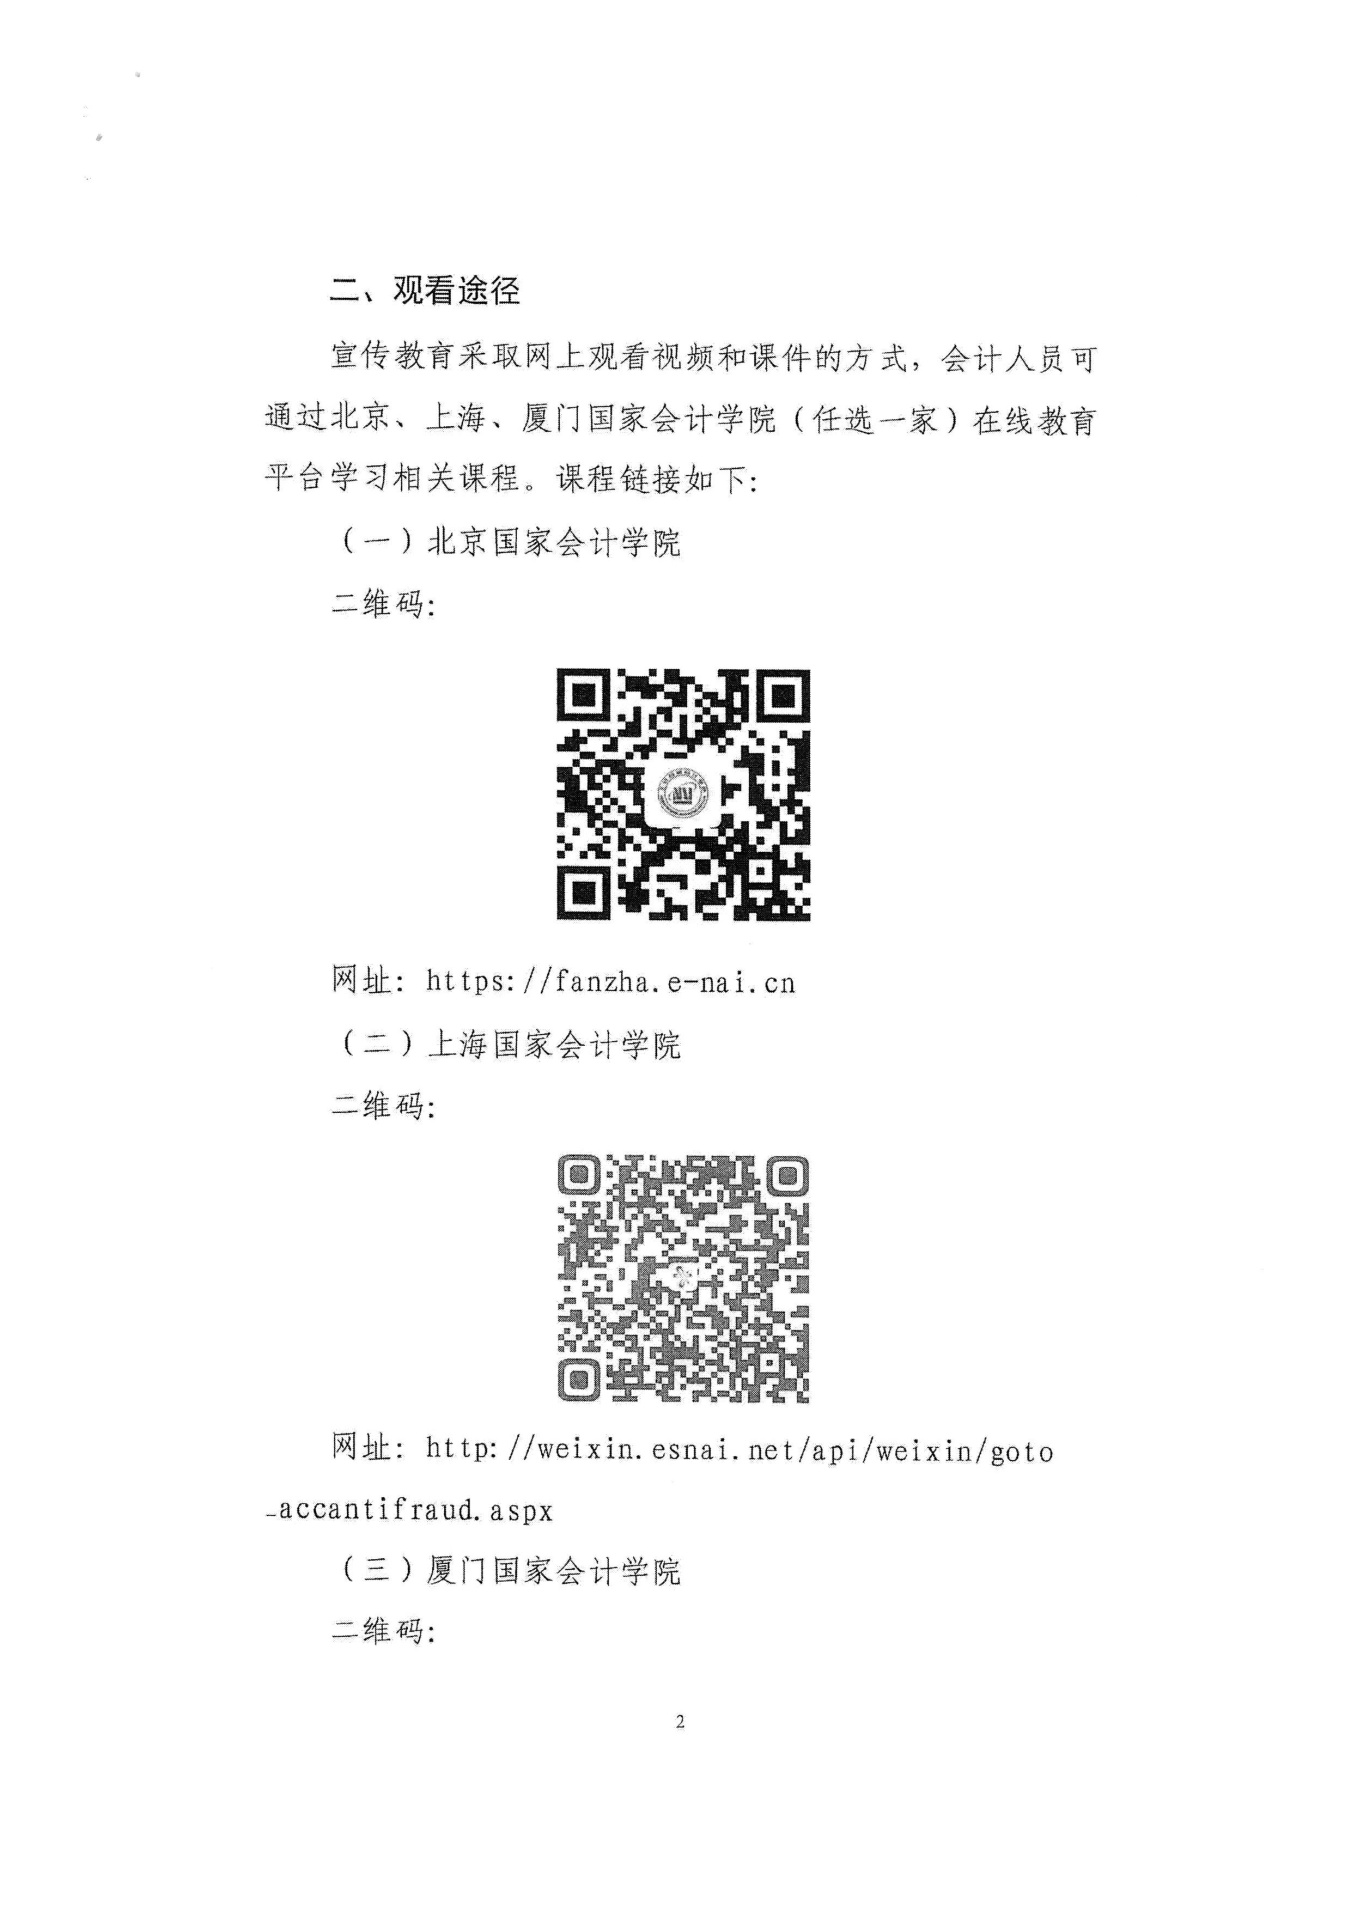 二、观看途径
宣传教育采取网上观看视频和课件的方式，会计人员可
通过北京、上海、厦门国家会计学院（任选一家）在线教育
平台学习相关课程。课程链接如下：
（一）北京国家会计学院
二维码：
网址：https://fanzha.e-nai.cn
（二）上海国家会计学院
二维码：
网址：http://weixin.esnai.net/api/weixin/goto
_accantifraud.aspx
（三）厦门国家会计学院
二维码：
2